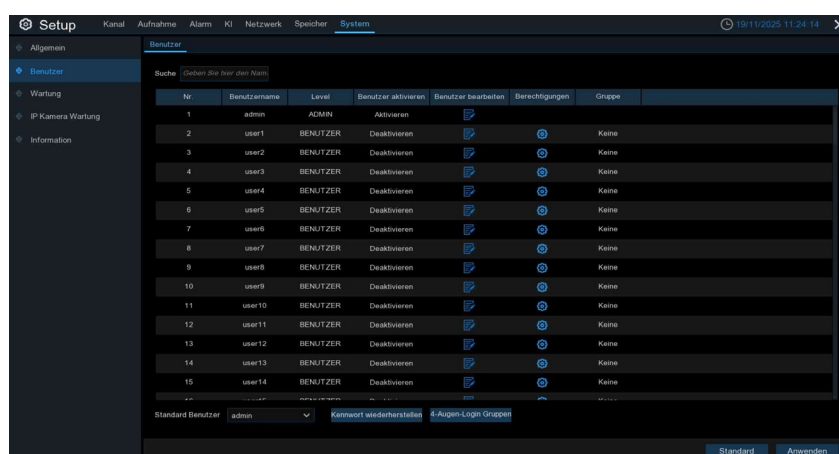 Setup Kanal Aufnahme Alarm KI Netzwerk Speicher System 19/11/2025 11:24:14
Allgemein
Benutzer
Wartung
IP Kamera Wartung
Information
Benutzer
Suche Geben Sie hier den Nam
Nr. Benutzername Level Benutzer aktivieren Benutzer bearbeiten Berechtigungen Gruppe
1 admin ADMIN Aktivieren
2 user1 BENUTZER Deaktivieren Keine
3 user2 BENUTZER Deaktivieren Keine
4 user3 BENUTZER Deaktivieren Keine
5 user4 BENUTZER Deaktivieren Keine
6 user5 BENUTZER Deaktivieren Keine
7 user6 BENUTZER Deaktivieren Keine
8 user7 BENUTZER Deaktivieren Keine
9 user8 BENUTZER Deaktivieren Keine
10 user9 BENUTZER Deaktivieren Keine
11 user10 BENUTZER Deaktivieren Keine
12 user11 BENUTZER Deaktivieren Keine
13 user12 BENUTZER Deaktivieren Keine
14 user13 BENUTZER Deaktivieren Keine
15 user14 BENUTZER Deaktivieren Keine
Standard Benutzer admin Kennwort wiederherstellen 4-Augen-Login Gruppen
Standard Anwenden